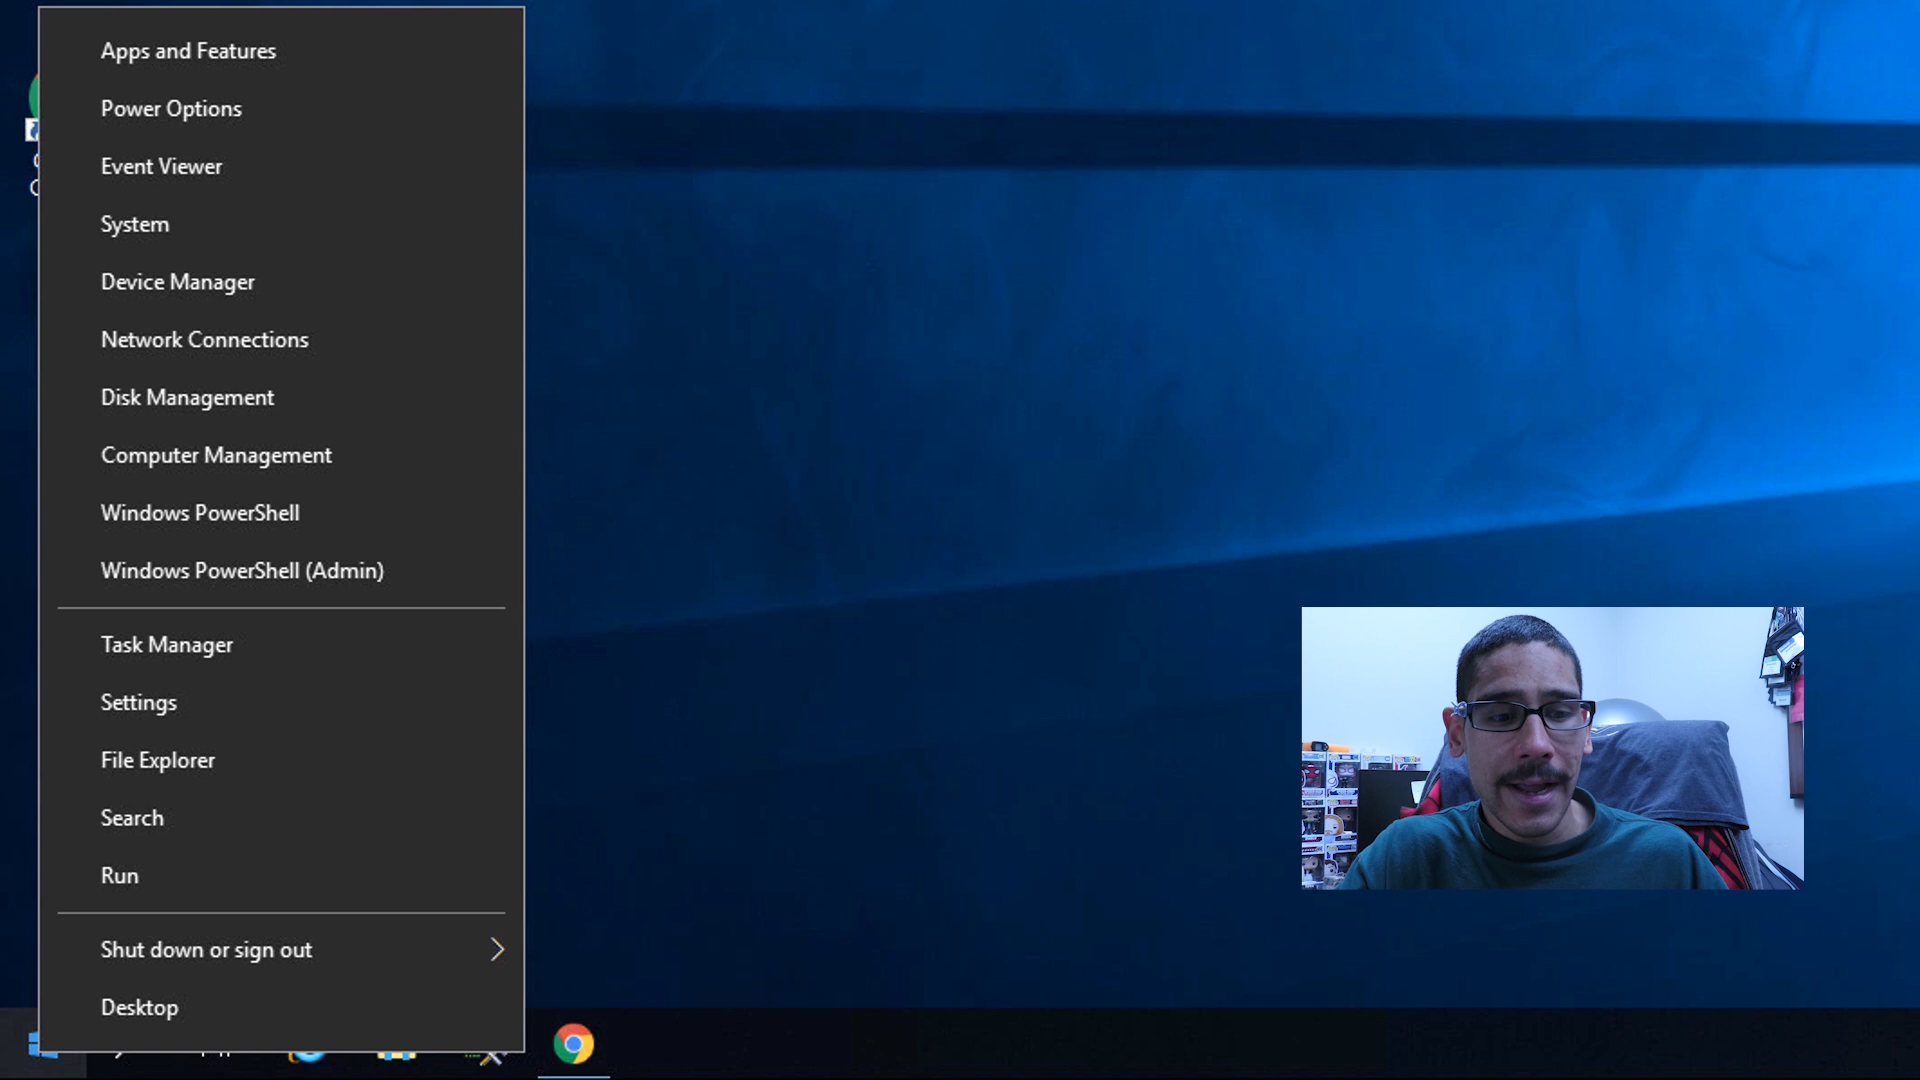 Apps and Features
Power Options
Event Viewer
System
Device Manager
Network Connections
Disk Management
Computer Management
Windows PowerShell
Windows PowerShell (Admin)
Task Manager
Settings
File Explorer
Search
Run
Shut down or sign out
Desktop